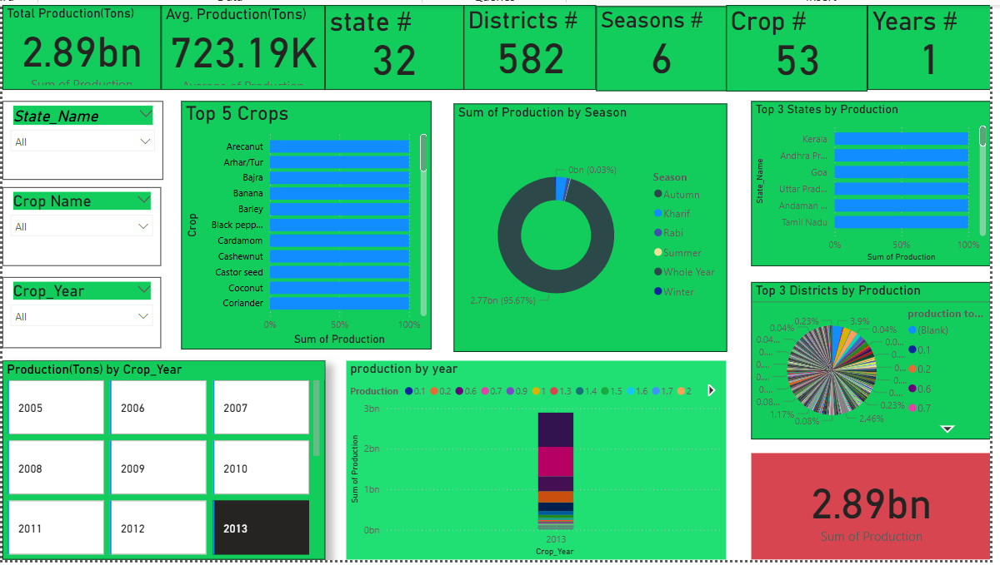 Total Production(Tons)
2.89bn
Sum of Production
Avg. Production(Tons)
723.19K
Average of Production
state #
32
Districts #
582
Seasons #
6
Crop #
53
Years #
1
State_Name
All
Crop Name
All
Crop_Year
All
Top 5 Crops
Crop
Arecanut
Arhar/Tur
Bajra
Banana
Barley
Black pepp...
Cardamom
Cashewnut
Castor seed
Coconut
Coriander
0% 50% 100%
Sum of Production
Sum of Production by Season
0bn (0.03%)
2.77bn (95.67%)
Season
Autumn
Kharif
Rabi
Summer
Whole Year
Winter
Top 3 States by Production
State_Name
Kerala
Andhra Pr...
Goa
Uttar Prad...
Andaman ...
Tamil Nadu
0% 50% 100%
Sum of Production
Top 3 Districts by Production
0.23% 3.9%
0.04% 0.04%
0.04... 0.0...
0.... 0....
0.... 0....
0.... 0....
0.... 0....
0.08... 0.23%
1.17% 2.46%
0.08%
production to...
(Blank)
0.1
0.2
0.6
0.7
Production(Tons) by Crop_Year
2005 2006 2007
2008 2009 2010
2011 2012 2013
production by year
Production 0.1 0.2 0.6 0.7 0.9 1 1.3 1.4 1.5 1.6 1.7 2
Sum of Production
3bn
2bn
1bn
0bn
2013
Crop_Year
2.89bn
Sum of Production